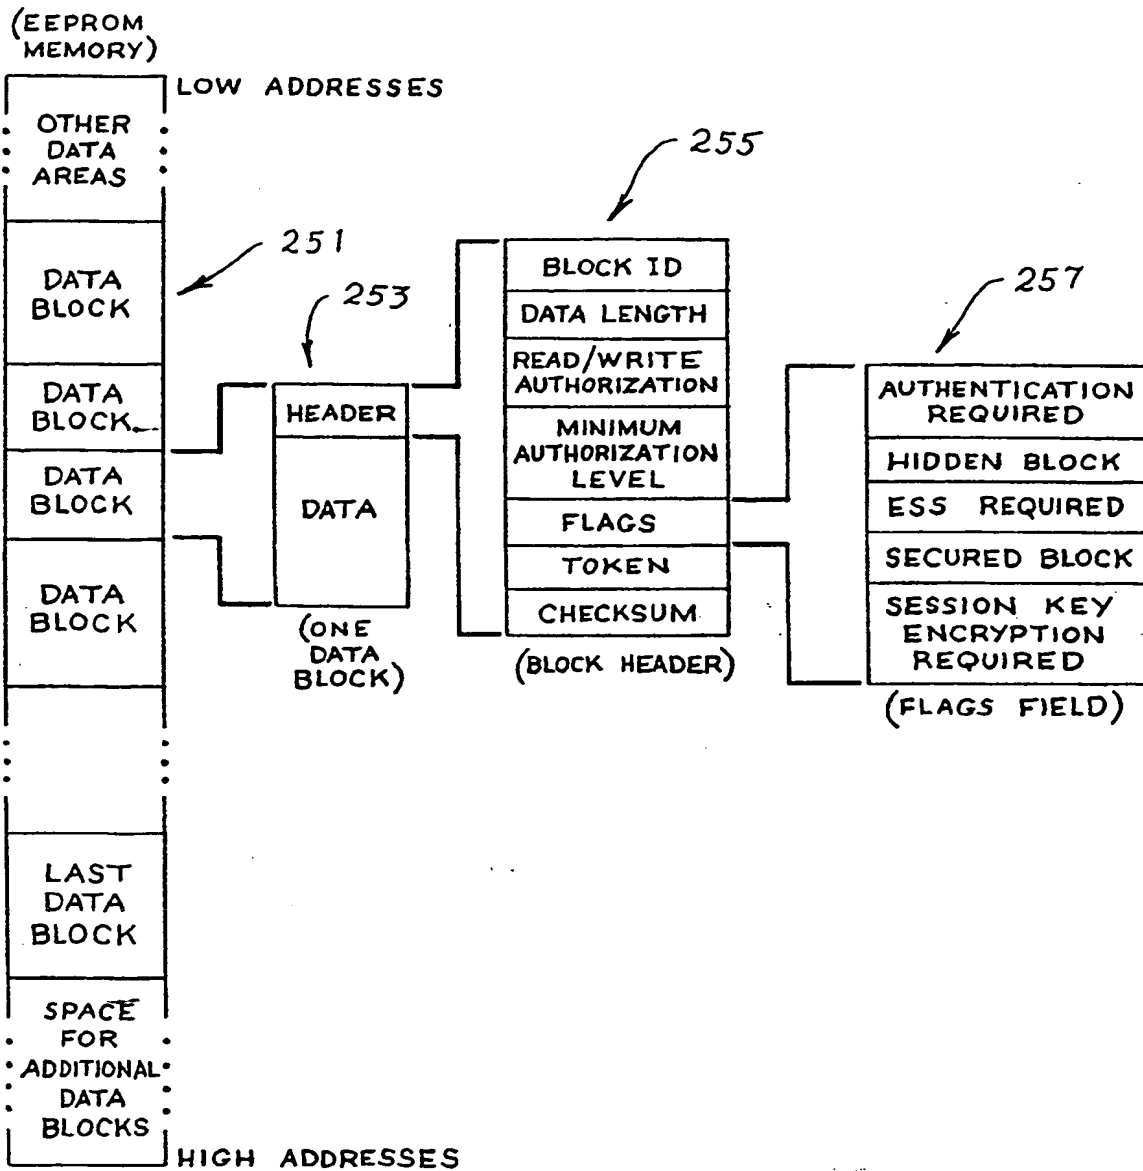 (EEPROM
MEMORY)
LOW ADDRESSES
OTHER
DATA
AREAS
251
DATA
BLOCK
DATA
BLOCK
DATA
BLOCK
DATA
BLOCK
LAST
DATA
BLOCK
SPACE
FOR
ADDITIONAL
DATA
BLOCKS
HIGH ADDRESSES
253
HEADER
DATA
(ONE
DATA
BLOCK)
255
BLOCK ID
DATA LENGTH
READ/WRITE
AUTHORIZATION
MINIMUM
AUTHORIZATION
LEVEL
FLAGS
TOKEN
CHECKSUM
(BLOCK HEADER)
257
AUTHENTICATION
REQUIRED
HIDDEN BLOCK
ESS REQUIRED
SECURED BLOCK
SESSION KEY
ENCRYPTION
REQUIRED
(FLAGS FIELD)